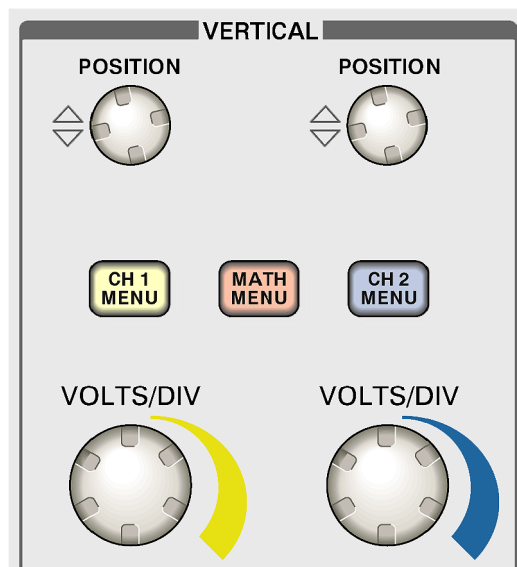 VERTICAL
POSITION
POSITION
CH 1
MENU
MATH
MENU
CH 2
MENU
VOLTS/DIV
VOLTS/DIV